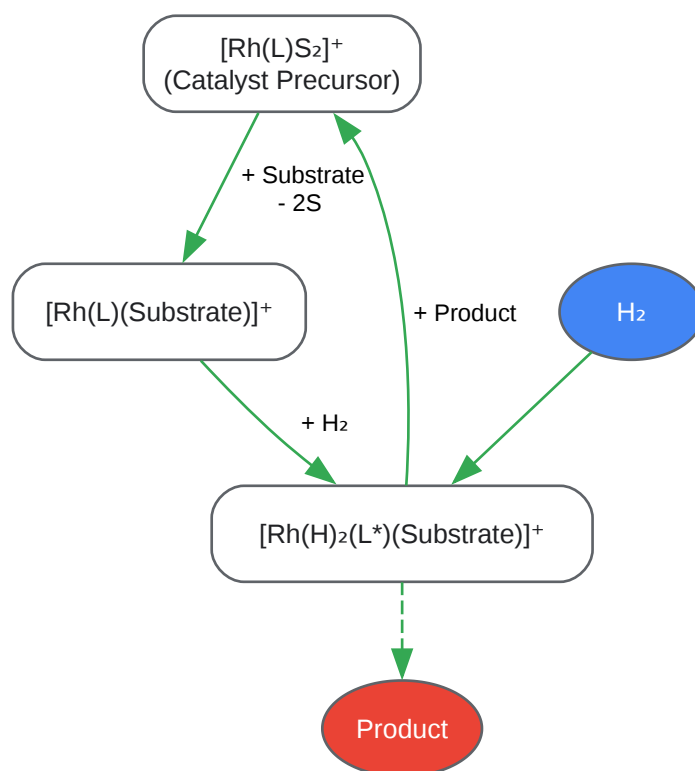 [Rh(L)S₂]⁺
(Catalyst Precursor)
+ Substrate
- 2S
[Rh(L)(Substrate)]⁺
+ Product
H₂
+ H₂
[Rh(H)₂(L*)(Substrate)]⁺
Product